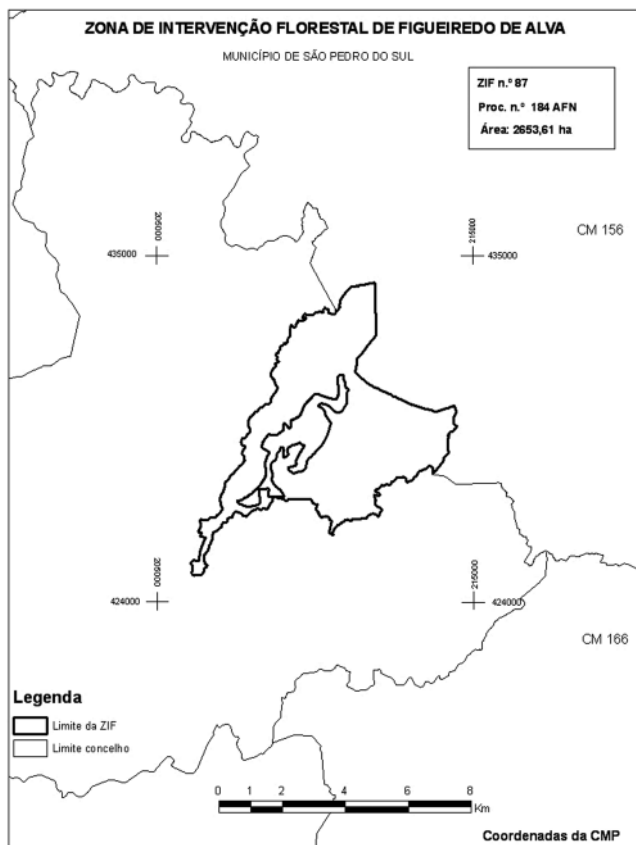 ZONA DE INTERVENÇÃO FLORESTAL DE FIGUEIREDO DE ALVA
MUNICÍPIO DE SÃO PEDRO DO SUL
ZIF n.º 87
Proc. n.º 184 AFN
Área: 2653,61 ha
CM 156
205000
215000
435000
435000
205000
215000
424000
424000
CM 166
Legenda
Limite da ZIF
Limite concelho
0 1 2 4 6 8
Km
Coordenadas da CMP